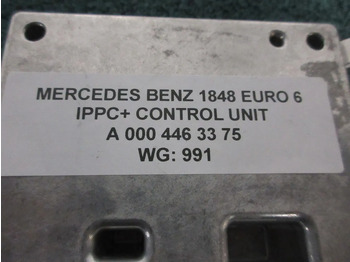 MERCEDES BENZ 1848 EURO 6
IPPC+ CONTROL UNIT
A 000 446 33 75
WG: 991